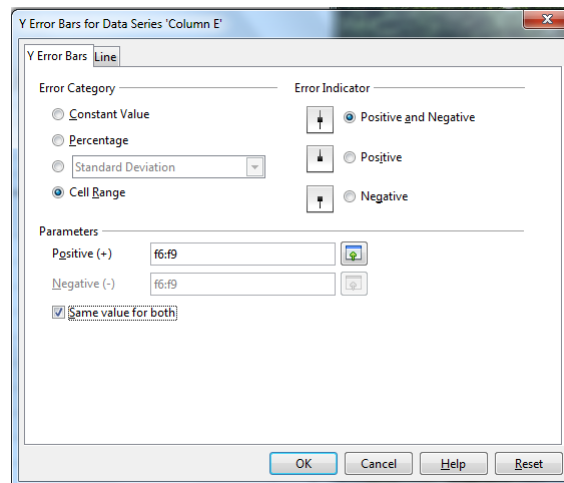 Y Error Bars for Data Series 'Column E'
Y Error Bars Line
Error Category
Constant Value
Percentage
Standard Deviation
Cell Range
Error Indicator
Positive and Negative
Positive
Negative
Parameters
Positive (+) f6:f9
Negative (-) f6:f9
Same value for both
OK Cancel Help Reset